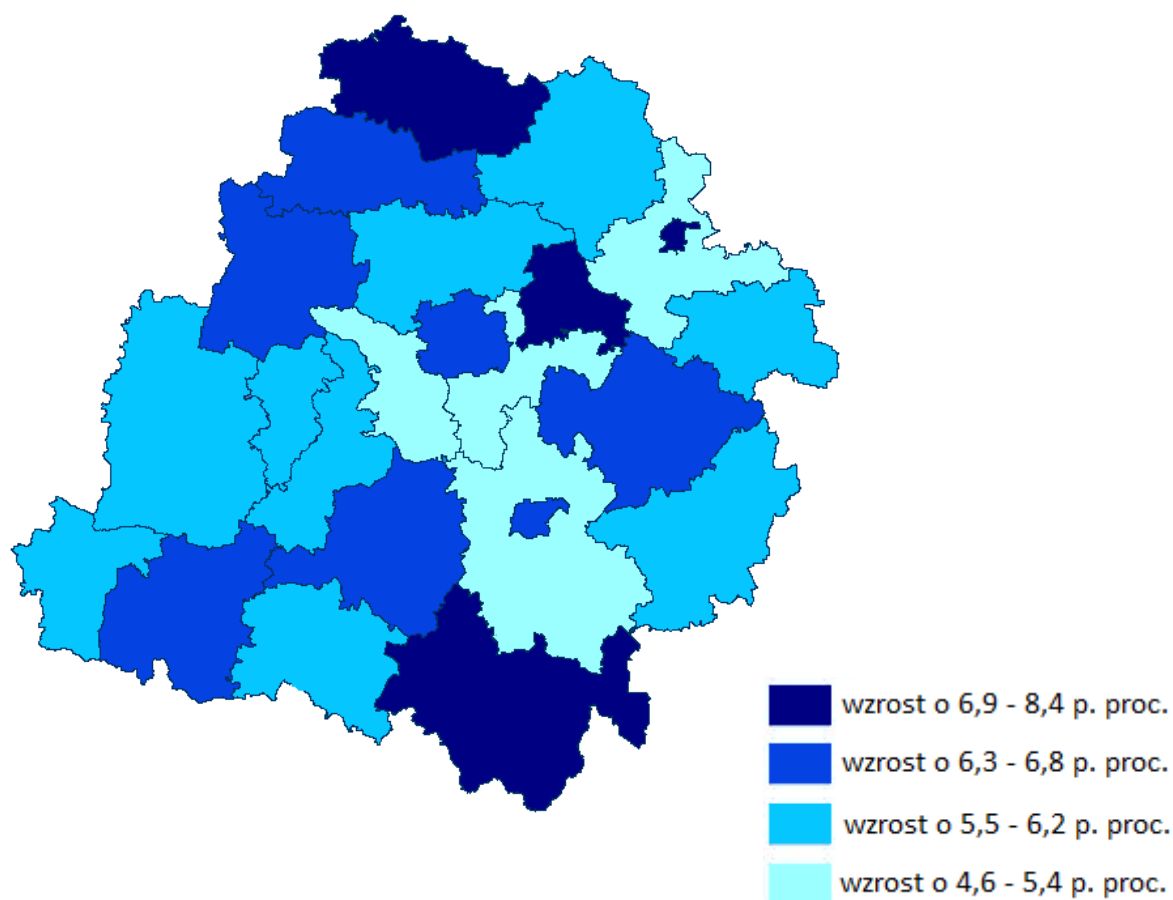 wzrost o 6,9 - 8,4 p. proc.
wzrost o 6,3 - 6,8 p. proc.
wzrost o 5,5 - 6,2 p. proc.
wzrost o 4,6 - 5,4 p. proc.